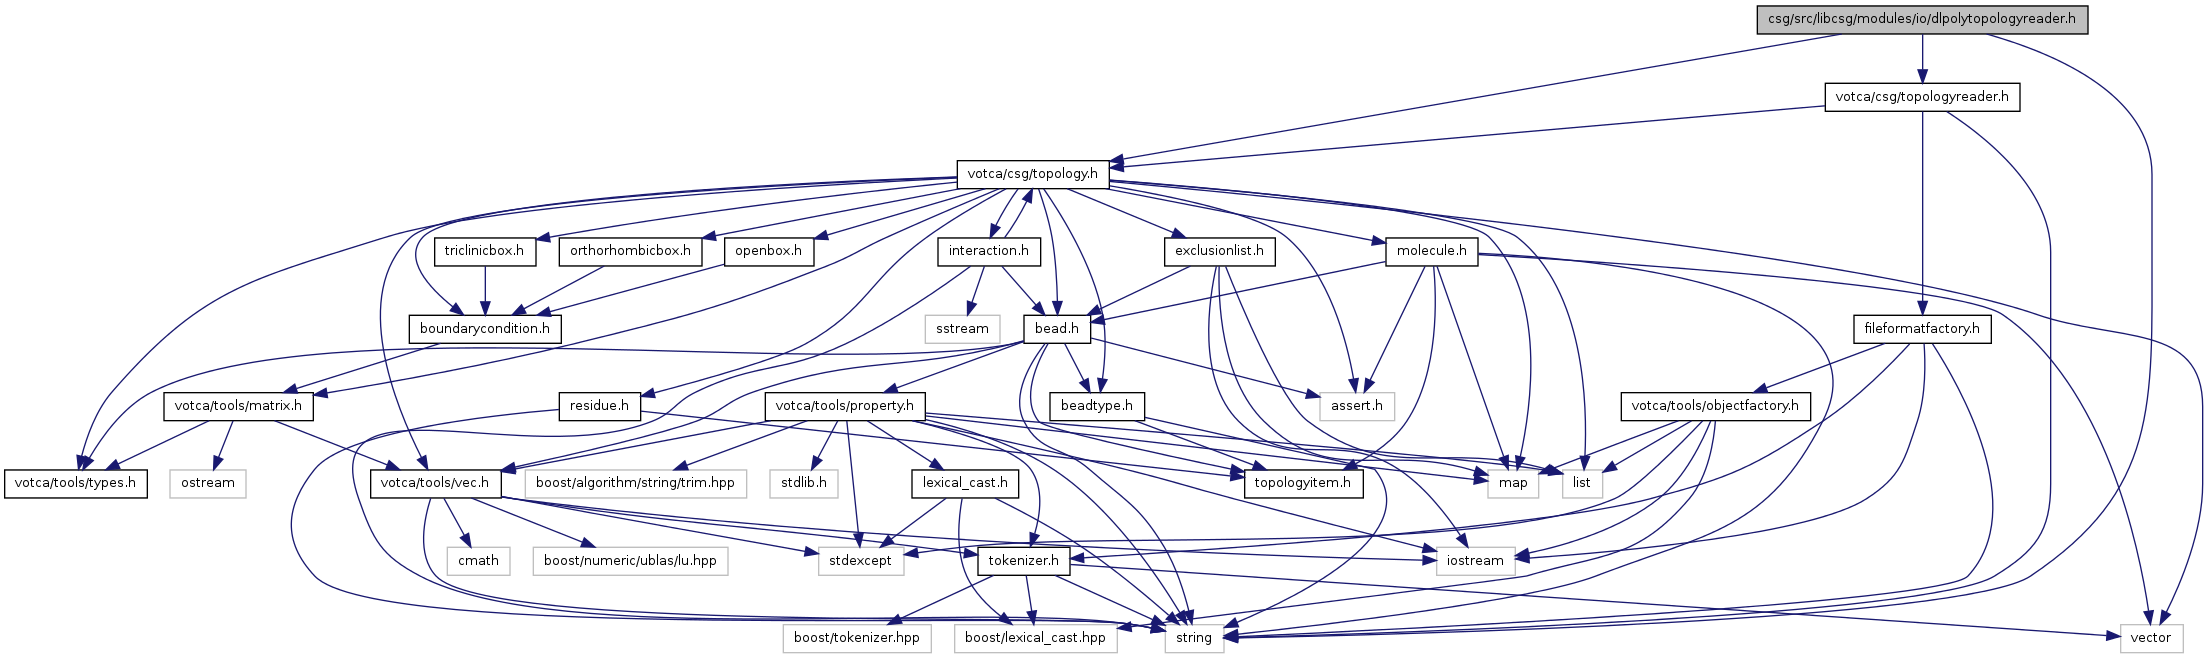 csg/src/libcsg/modules/io/dlpolytopologyreader.h
votca/csg/topologyreader.h
votca/csg/topology.h
triclinicbox.h
orthorhombicbox.h
openbox.h
interaction.h
exclusionlist.h
molecule.h
boundarycondition.h
sstream
bead.h
fileformatfactory.h
votca/tools/matrix.h
residue.h
votca/tools/property.h
beadtype.h
assert.h
votca/tools/objectfactory.h
votca/tools/types.h
ostream
votca/tools/vec.h
boost/algorithm/string/trim.hpp
stdlib.h
lexical_cast.h
topologyitem.h
map
list
cmath
boost/numeric/ublas/lu.hpp
stdexcept
tokenizer.h
iostream
boost/tokenizer.hpp
boost/lexical_cast.hpp
string
vector